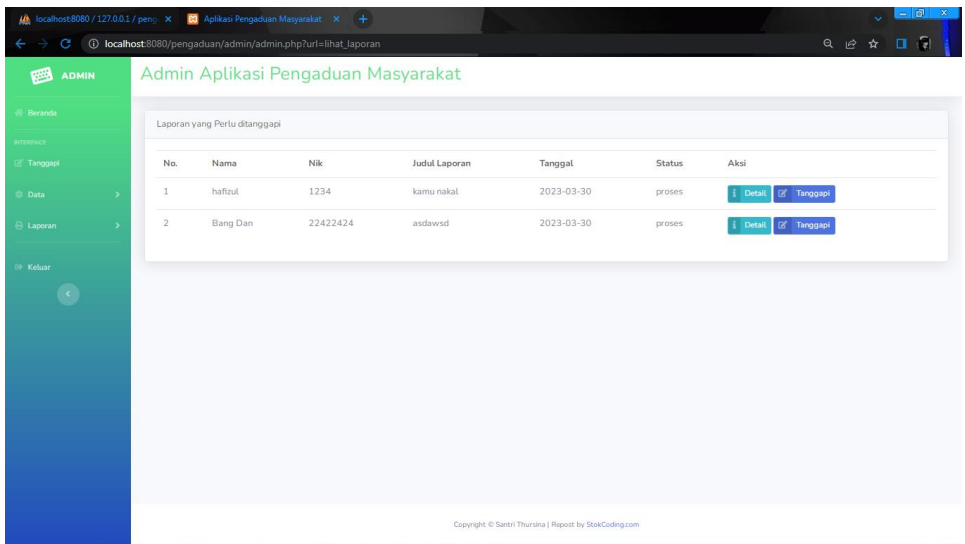 localhost:8080 / 127.0.0.1 / peng
Aplikasi Pengaduan Masyarakat
localhost:8080/pengaduan/admin/admin.php?url=lihat_laporan
ADMIN
Admin Aplikasi Pengaduan Masyarakat
Beranda
INTERFACE
Tanggapi
Data
Laporan
Keluar
Laporan yang Perlu ditanggapi
No. Nama Nik Judul Laporan Tanggal Status Aksi
1 hafizul 1234 kamu nakal 2023-03-30 proses Detail Tanggapi
2 Bang Dan 22422424 asdawsd 2023-03-30 proses Detail Tanggapi
Copyright © Santri Thursina | Repost by StokCoding.com